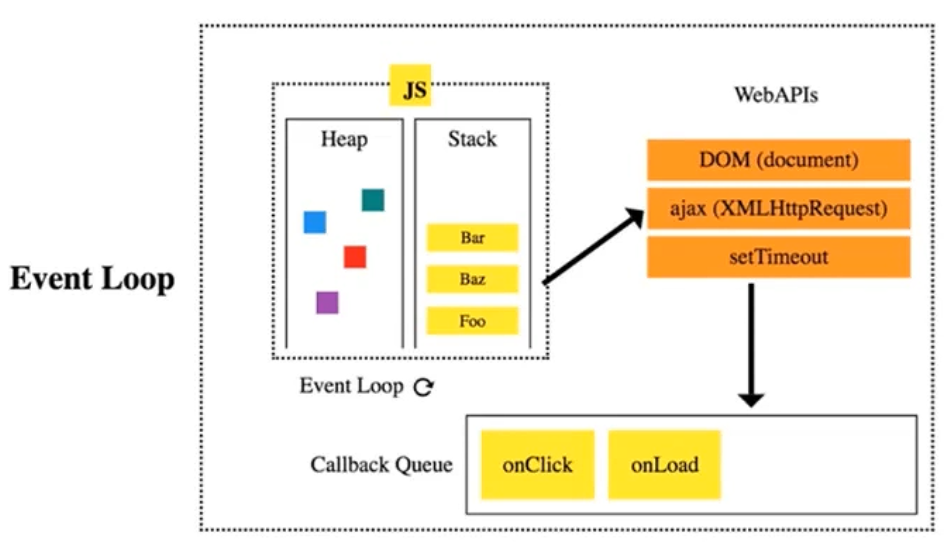 JS
WebAPIs
Heap
Stack
DOM (document)
ajax (XMLHttpRequest)
Bar
setTimeout
Baz
Event Loop
Foo
Event Loop
Callback Queue
onClick
onLoad